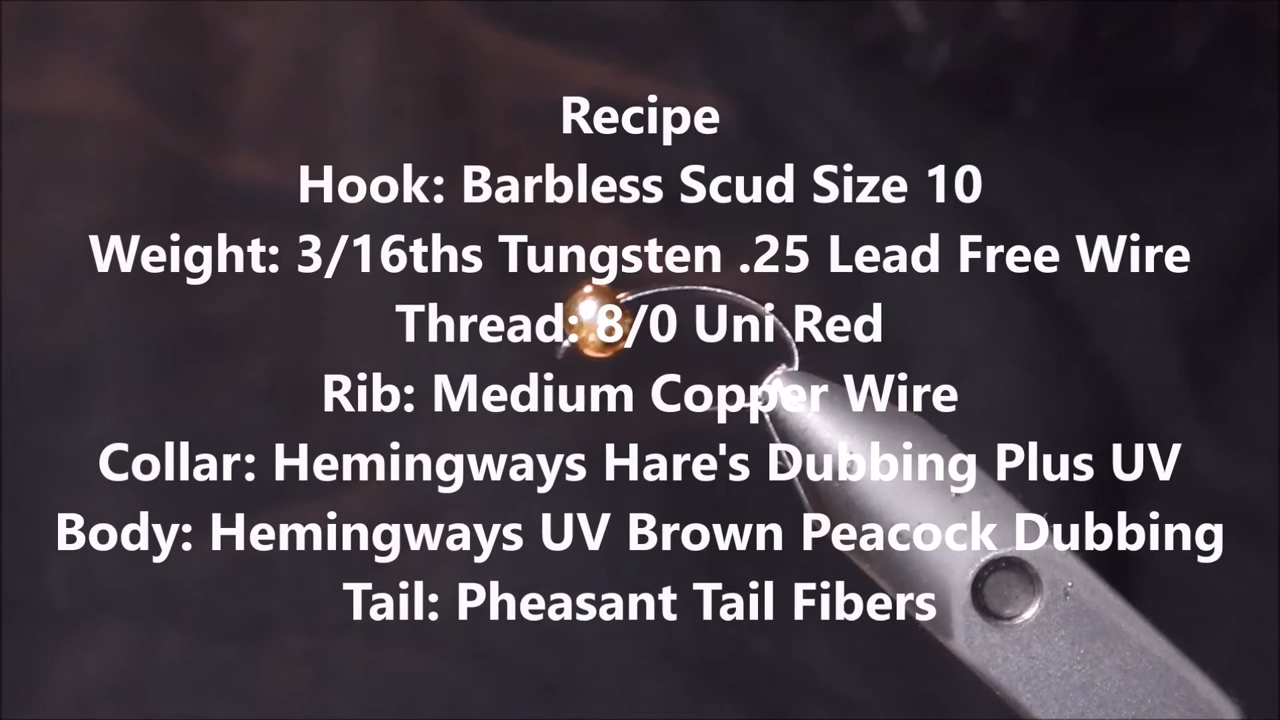 Recipe
Hook: Barbless Scud Size 10
Weight: 3/16ths Tungsten .25 Lead Free Wire
Thread: 8/0 Uni Red
Rib: Medium Copper Wire
Collar: Hemingways Hare's Dubbing Plus UV
Body: Hemingways UV Brown Peacock Dubbing
Tail: Pheasant Tail Fibers